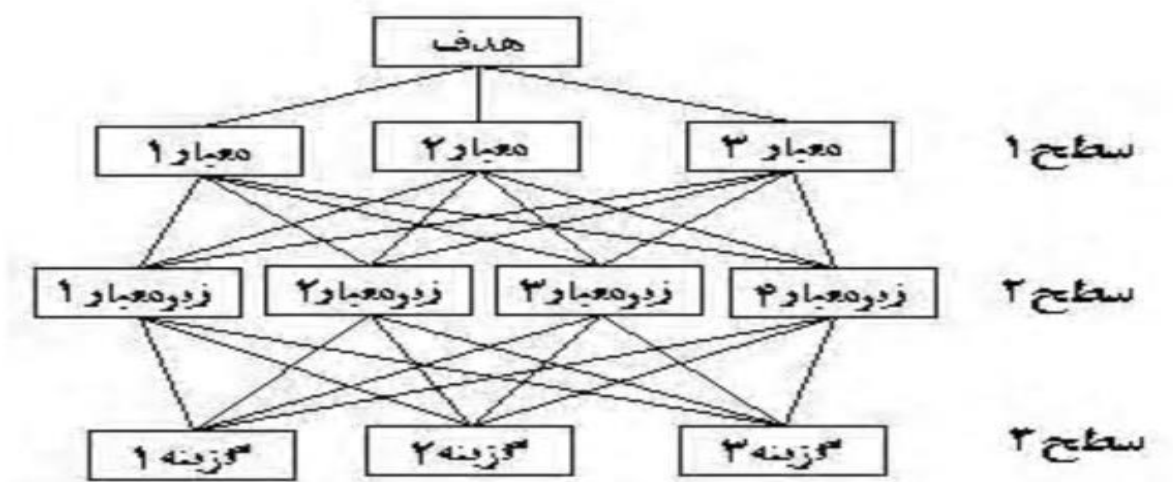 هدف
سطح ۱ معیار ۳ معیار ۲ معیار ۱
سطح ۲ زیرمعیار ۴ زیرمعیار ۳ زیرمعیار ۲ زیرمعیار ۱
سطح ۳ گزینه ۳ گزینه ۲ گزینه ۱